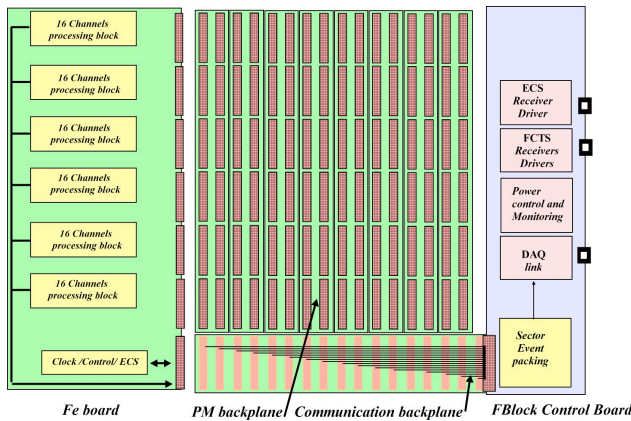 16 Channels
processing block
16 Channels
processing block
16 Channels
processing block
16 Channels
processing block
16 Channels
processing block
16 Channels
processing block
Clock /Control/ ECS
ECS
Receiver
Driver
FCTS
Receivers
Drivers
Power
control and
Monitoring
DAQ
link
Sector
Event
packing
Fe board
PM backplane
Communication backplane
FBlock Control Board